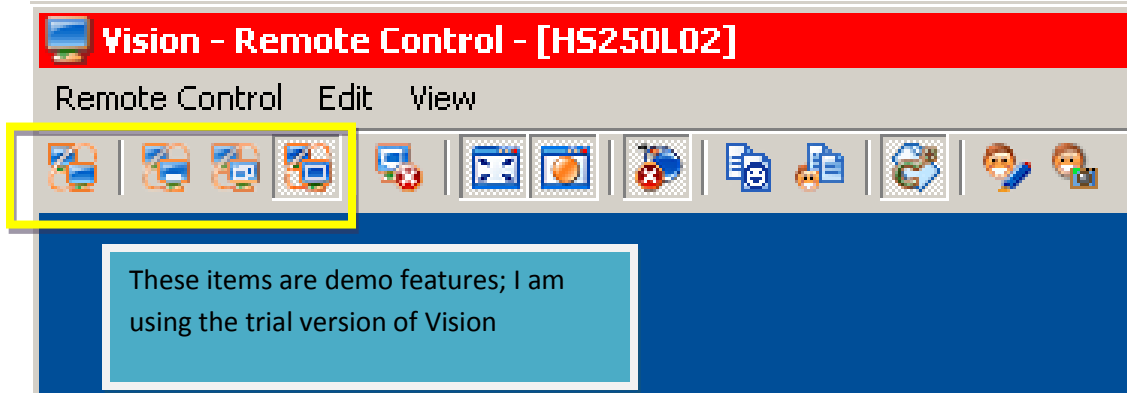 Vision - Remote Control - [HS250L02]
Remote Control Edit View
These items are demo features; I am
using the trial version of Vision